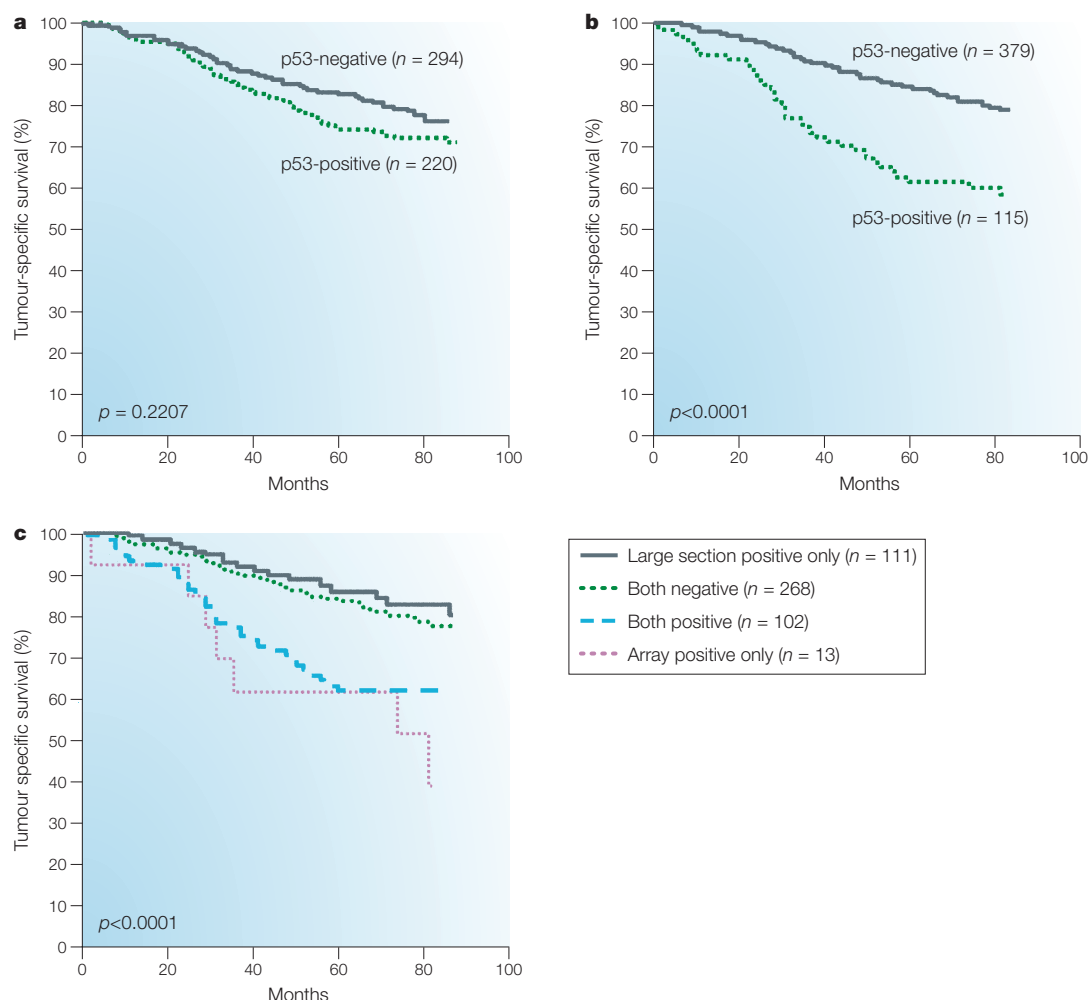 a
100
90
80
70
60
50
40
30
20
10
0
Tumour-specific survival (%)
p53-negative (n = 294)
p53-positive (n = 220)
p = 0.2207
0 20 40 60 80 100
Months
b
100
90
80
70
60
50
40
30
20
10
0
Tumour-specific survival (%)
p53-negative (n = 379)
p53-positive (n = 115)
p<0.0001
0 20 40 60 80 100
Months
c
100
90
80
70
60
50
40
30
20
10
0
Tumour specific survival (%)
p<0.0001
0 20 40 60 80 100
Months
Large section positive only (n = 111)
Both negative (n = 268)
Both positive (n = 102)
Array positive only (n = 13)